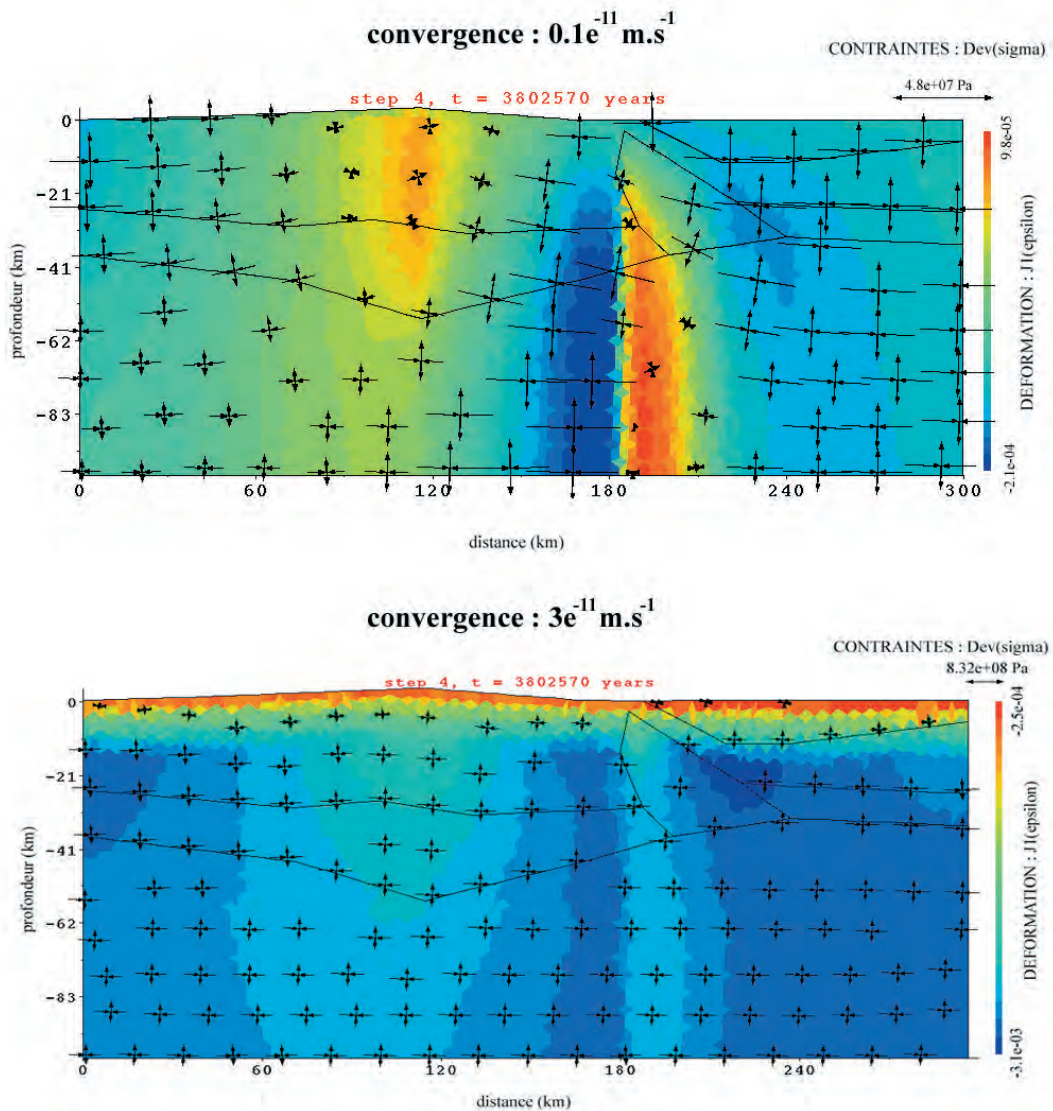 convergence : 0.1e-11 m.s-1
CONTRAINTES : Dev(sigma)
4.8e+07 Pa
step 4, t = 3802570 years
0
-21
-41
-62
-83
profondeur (km)
0 60 120 180 240 300
distance (km)
9.8e-05
-2.1e-04
DEFORMATION : J1(epsilon)
convergence : 3e-11 m.s-1
CONTRAINTES : Dev(sigma)
8.32e+08 Pa
step 4, t = 3802570 years
0
-21
-41
-62
-83
profondeur (km)
0 60 120 180 240
distance (km)
-2.5e-04
-3.1e-03
DEFORMATION : J1(epsilon)